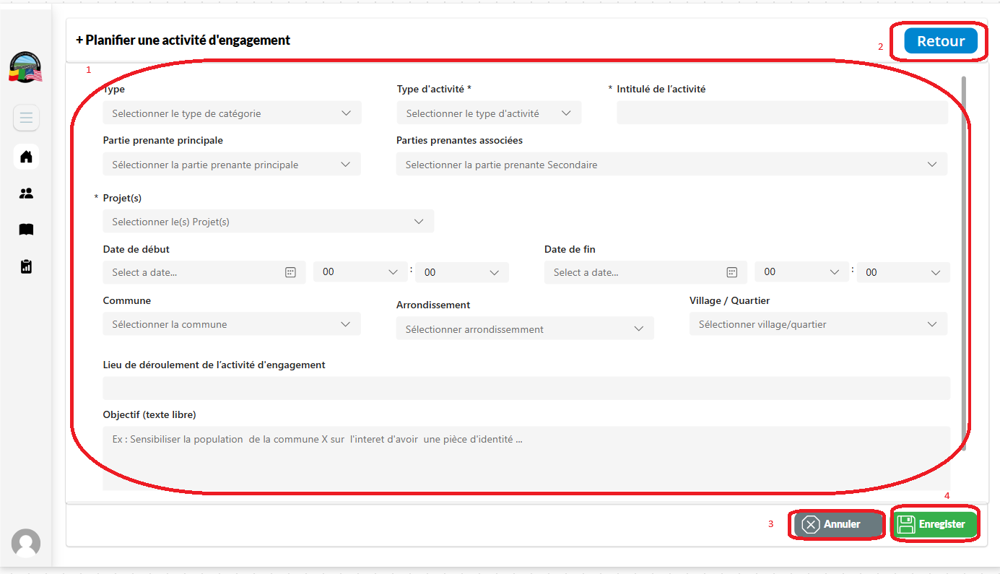 + Planifier une activité d'engagement
2
Retour
1
Type
Type d'activité *
* Intitulé de l'activité
Selectionner le type de catégorie
Selectionner le type d'activité
Partie prenante principale
Parties prenantes associées
Sélectionner la partie prenante principale
Selectionner la partie prenante Secondaire
* Projet(s)
Selectionner le(s) Projet(s)
Date de début
Date de fin
Select a date...
00
:
00
Select a date...
00
:
00
Commune
Arrondissement
Village / Quartier
Sélectionner la commune
Sélectionner arrondissemment
Sélectionner village/quartier
Lieu de déroulement de l'activité d'engagement
Objectif (texte libre)
Ex : Sensibiliser la population de la commune X sur l'interet d'avoir une pièce d'identité ...
4
3
Annuler
Enregister